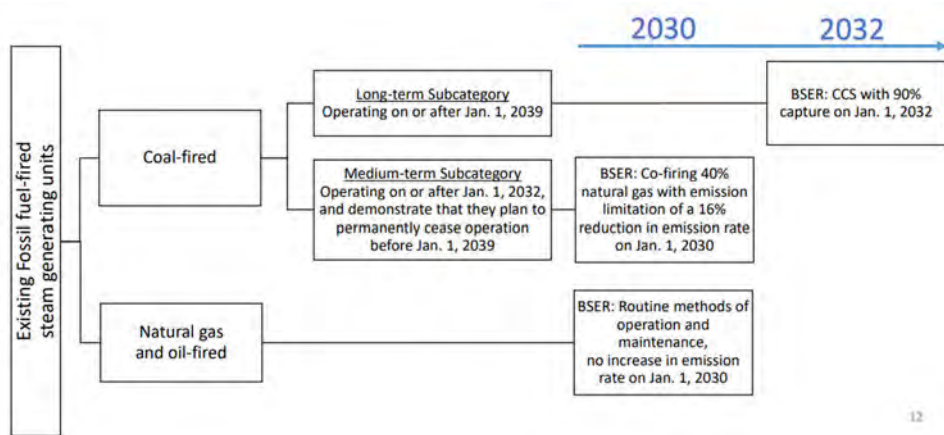 2030
2032
Existing Fossil fuel-fired
steam generating units
Coal-fired
Long-term Subcategory
Operating on or after Jan. 1, 2039
BSER: CCS with 90%
capture on Jan. 1, 2032
Medium-term Subcategory
Operating on or after Jan. 1, 2032,
and demonstrate that they plan to
permanently cease operation
before Jan. 1, 2039
BSER: Co-firing 40%
natural gas with emission
limitation of a 16%
reduction in emission rate
on Jan. 1, 2030
Natural gas
and oil-fired
BSER: Routine methods of
operation and
maintenance,
no increase in emission
rate on Jan. 1, 2030
12